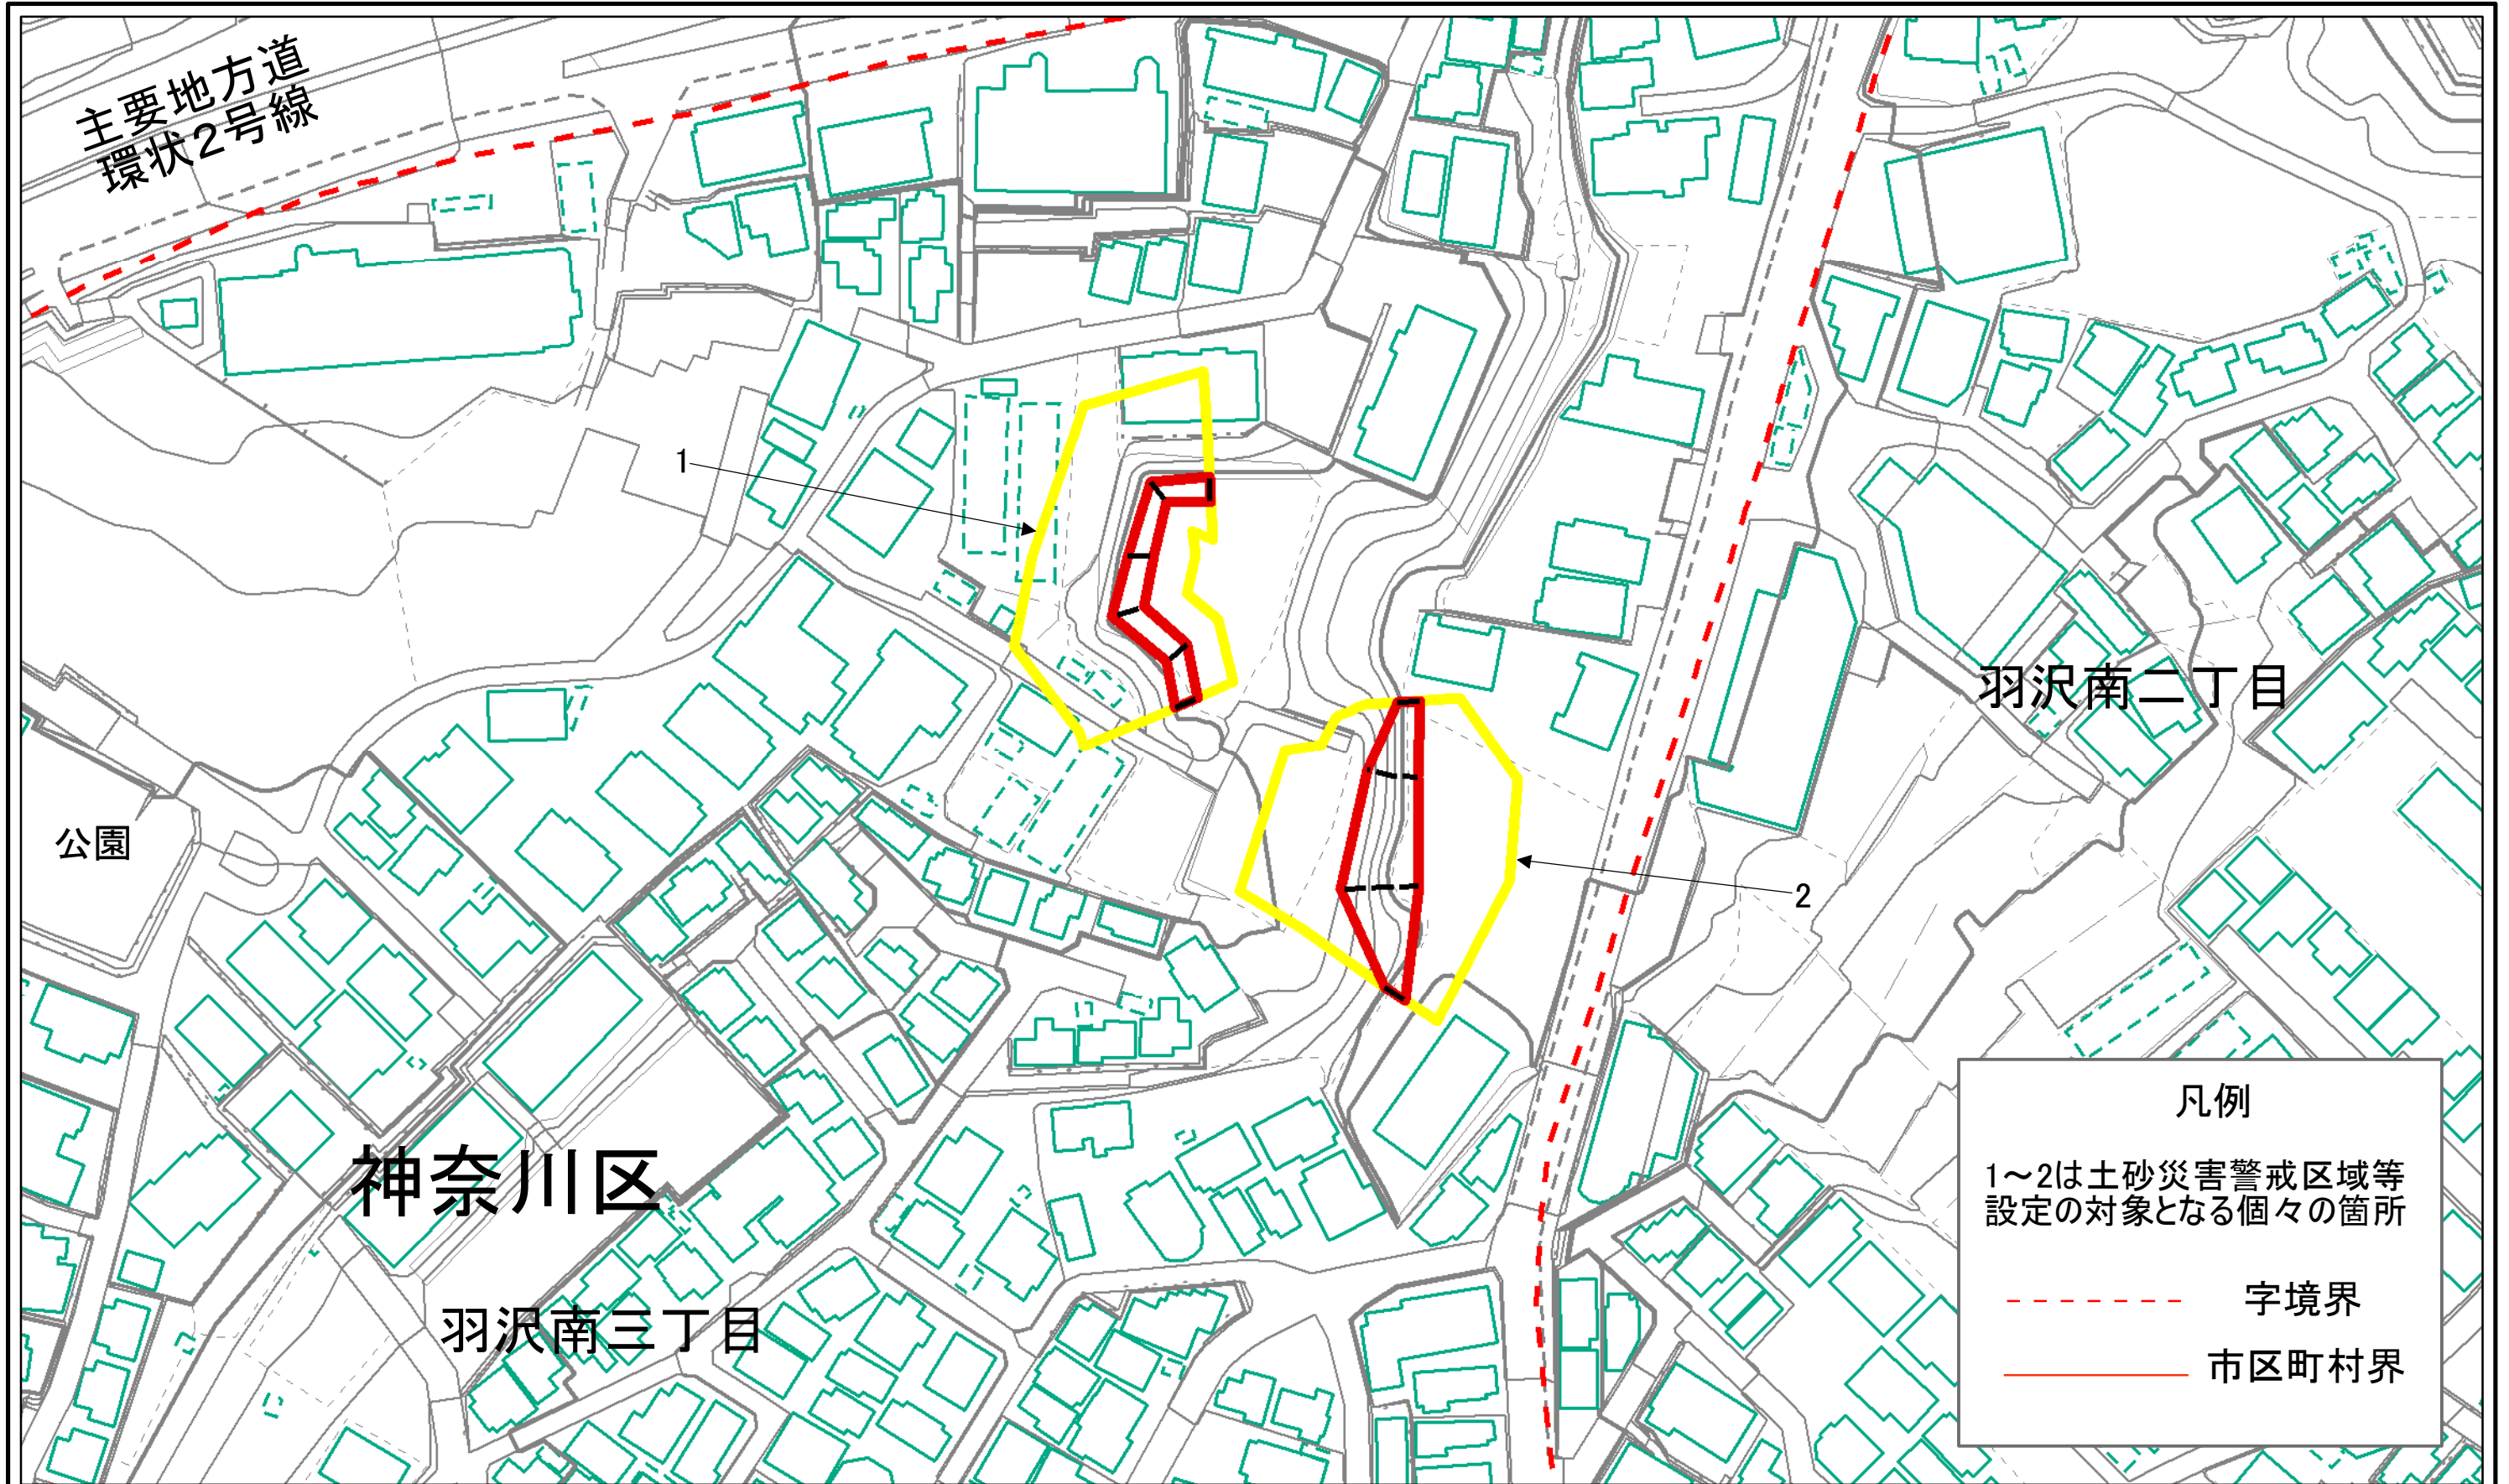 主要地方道
環状2号線
1
羽沢南二丁目
公園
2
神奈川区
羽沢南三丁目
凡例
1～2は土砂災害警戒区域等
設定の対象となる個々の箇所
字境界
市区町村界